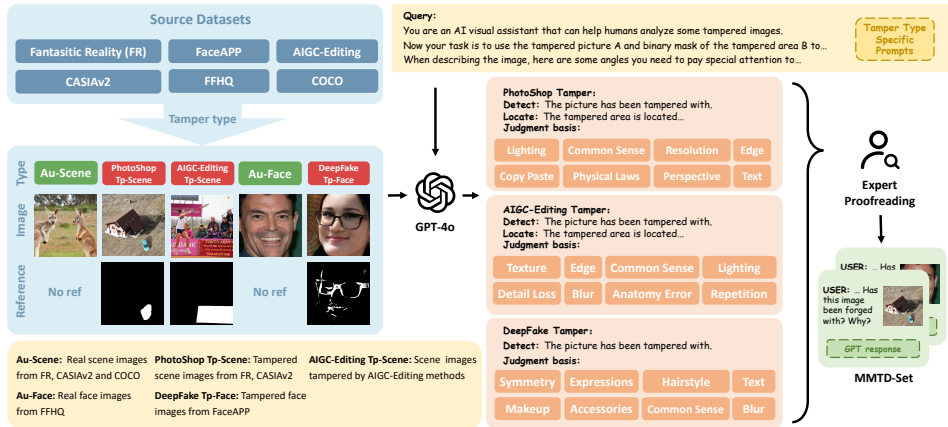 Source Datasets
Fantasitic Reality (FR)
FaceAPP
AIGC-Editing
CASIAv2
FFHQ
COCO
Tamper type
Type
Au-Scene
PhotoShop
Tp-Scene
AIGC-Editing
Tp-Scene
Au-Face
DeepFake
Tp-Face
Image
Reference
No ref
No ref
Au-Scene: Real scene images
from FR, CASIAv2 and COCO
PhotoShop Tp-Scene: Tampered
scene images from FR, CASIAv2
AIGC-Editing Tp-Scene: Scene images
tampered by AIGC-Editing methods
Au-Face: Real face images
from FFHQ
DeepFake Tp-Face: Tampered face
images from FaceAPP
Query:
You are an AI visual assistant that can help humans analyze some tampered images.
Now your task is to use the tampered picture A and binary mask of the tampered area B to...
When describing the image, here are some angles you need to pay special attention to...
Tamper Type
Specific
Prompts
GPT-4o
PhotoShop Tamper:
Detect: The picture has been tampered with.
Locate: The tampered area is located...
Judgment basis:
Lighting
Common Sense
Resolution
Edge
Copy Paste
Physical Laws
Perspective
Text
AIGC-Editing Tamper:
Detect: The picture has been tampered with.
Locate: The tampered area is located...
Judgment basis:
Texture
Edge
Common Sense
Lighting
Detail Loss
Blur
Anatomy Error
Repetition
DeepFake Tamper:
Detect: The picture has been tampered with.
Judgment basis:
Symmetry
Expressions
Hairstyle
Text
Makeup
Accessories
Common Sense
Blur
Expert
Proofreading
USER: ... Has
USER: ... Has
this image
been forged
with? Why?
GPT response
MMTD-Set